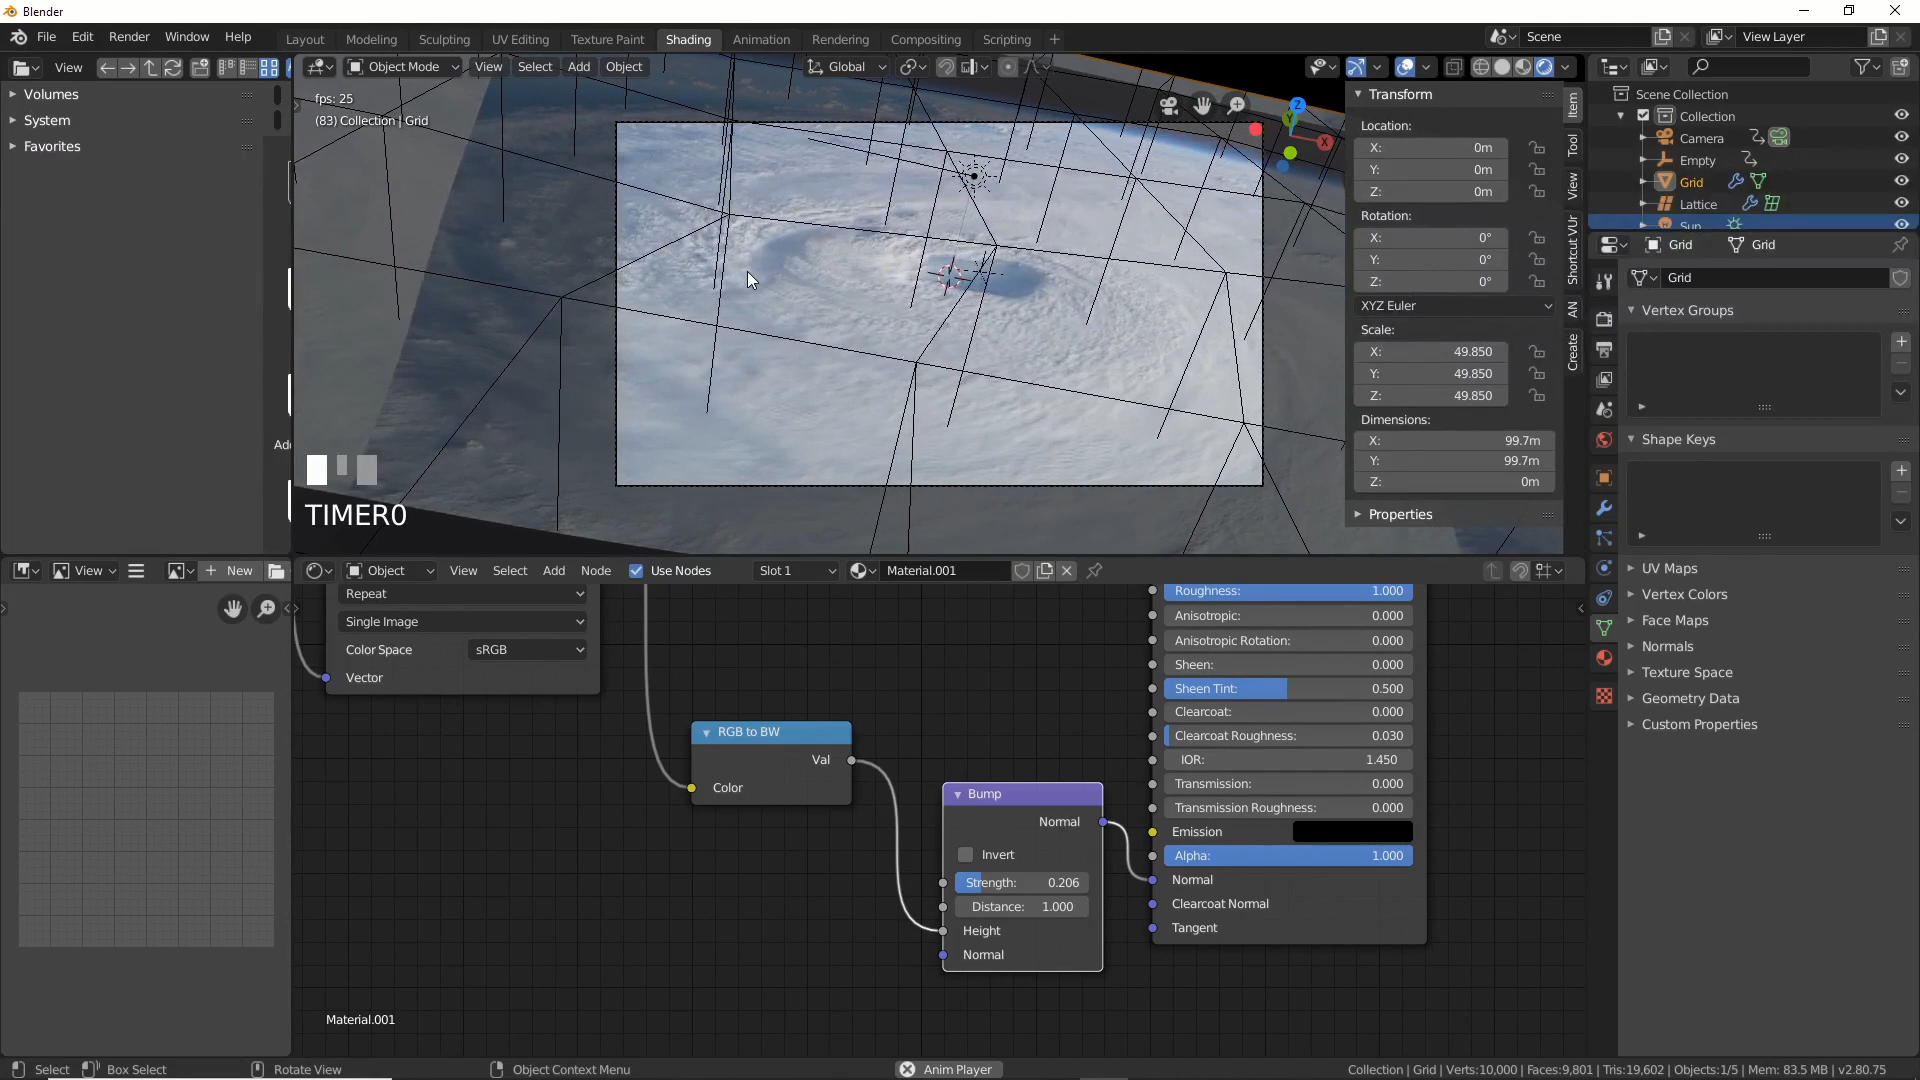 Blender
File Edit Render Window Help
Layout Modeling Sculpting UV Editing Texture Paint Shading Animation Rendering Compositing Scripting
Scene
View Layer
View
Object Mode View Select Add Object
Global
Volumes
System
Favorites
fps: 25
(83) Collection | Grid
TIMER0
Z
Y
X
Transform
Location:
X: 0m
Y: 0m
Z: 0m
Rotation:
X: 0°
Y: 0°
Z: 0°
XYZ Euler
Scale:
X: 49.850
Y: 49.850
Z: 49.850
Dimensions:
X: 99.7m
Y: 99.7m
Z: 0m
Properties
Item
Tool
View
Shortcut VUr
AN
Create
Scene Collection
Collection
Camera
Empty
Grid
Lattice
Sun
Grid Grid
Grid
Vertex Groups
Shape Keys
UV Maps
Vertex Colors
Face Maps
Normals
Texture Space
Geometry Data
Custom Properties
View New
Object View Select Add Node Use Nodes Slot 1 Material.001
Repeat
Single Image
Color Space sRGB
Vector
RGB to BW
Val
Color
Bump
Normal
Invert
Strength: 0.206
Distance: 1.000
Height
Normal
Roughness: 1.000
Anisotropic: 0.000
Anisotropic Rotation: 0.000
Sheen: 0.000
Sheen Tint: 0.500
Clearcoat: 0.000
Clearcoat Roughness: 0.030
IOR: 1.450
Transmission: 0.000
Transmission Roughness: 0.000
Emission
Alpha: 1.000
Normal
Clearcoat Normal
Tangent
Material.001
Select Box Select Rotate View Object Context Menu Anim Player Collection | Grid | Verts:10,000 | Faces:9,801 | Tris:19,602 | Objects:1/5 | Mem: 83.5 MB | v2.80.75